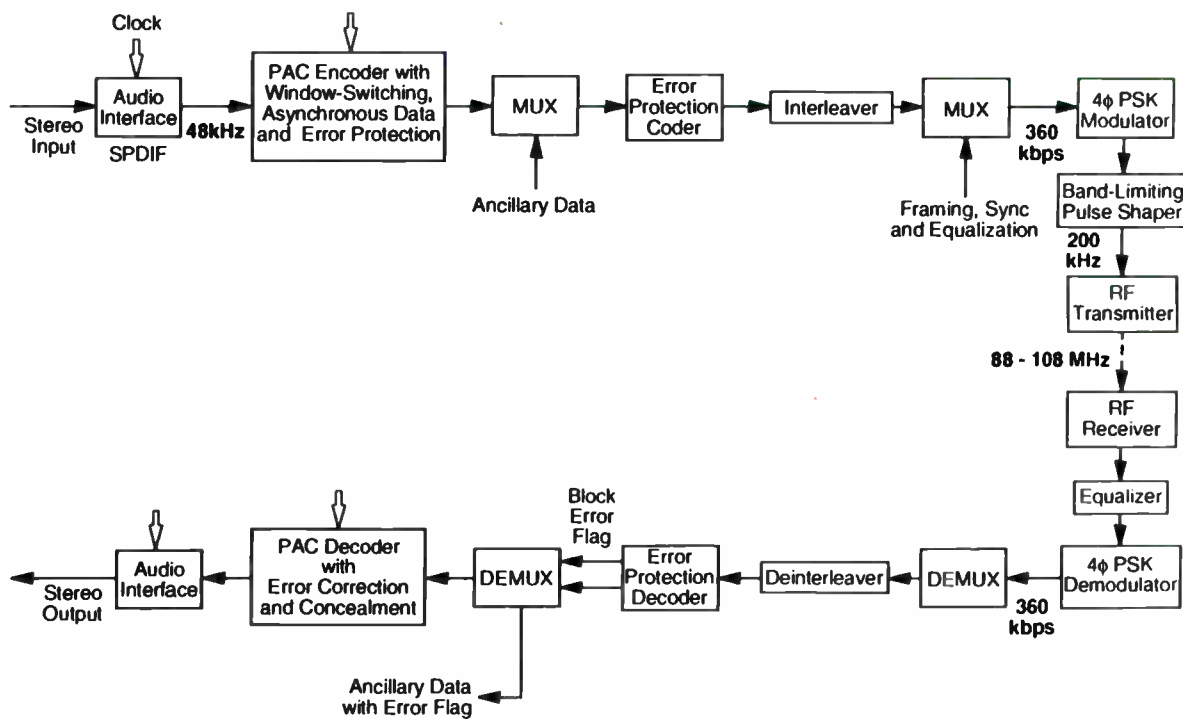 Clock
Stereo
Input
Audio
Interface
SPDIF
48kHz
PAC Encoder with
Window-Switching,
Asynchronous Data
and Error Protection
MUX
Ancillary Data
Error
Protection
Coder
Interleaver
MUX
Framing, Sync
and Equalization
360
kbps
4ϕ PSK
Modulator
Band-Limiting
Pulse Shaper
200
kHz
RF
Transmitter
88 - 108 MHz
RF
Receiver
Equalizer
4ϕ PSK
Demodulator
360
kbps
DEMUX
Deinterleaver
Error
Protection
Decoder
Block
Error
Flag
DEMUX
Ancillary Data
with Error Flag
PAC Decoder
with
Error Correction
and Concealment
Audio
Interface
Stereo
Output